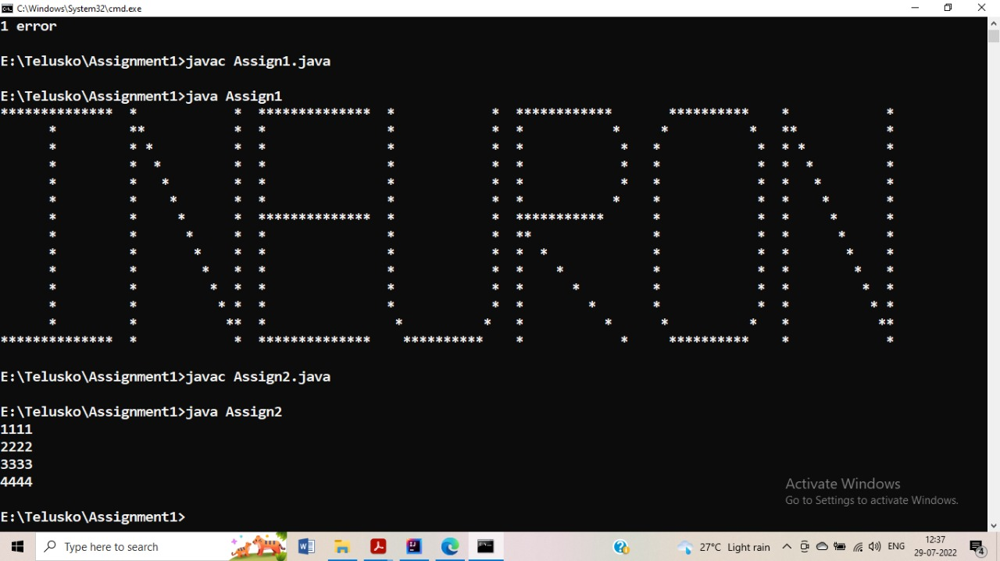 C:\Windows\System32\cmd.exe
1 error
E:\Telusko\Assignment1>javac Assign1.java
E:\Telusko\Assignment1>java Assign1
**************  *            *  **************  *            *  ************       **********    *            *
      *         **           *  *               *            *  *           *     *          *   **           *
      *         * *          *  *               *            *  *            *   *            *  * *          *
      *         *  *         *  *               *            *  *            *   *            *  *  *         *
      *         *   *        *  *               *            *  *            *   *            *  *   *        *
      *         *    *       *  *               *            *  *           *    *            *  *    *       *
      *         *     *      *  **************  *            *  ***********      *            *  *     *      *
      *         *      *     *  *               *            *  **               *            *  *      *     *
      *         *       *    *  *               *            *  *  *             *            *  *       *    *
      *         *        *   *  *               *            *  *    *           *            *  *        *   *
      *         *         *  *  *               *            *  *      *         *            *  *         *  *
      *         *          * *  *               *            *  *        *       *            *  *          * *
      *         *           **  *                *          *   *          *      *          *   *           **
**************  *            *  **************    **********    *            *     **********    *            *
E:\Telusko\Assignment1>javac Assign2.java
E:\Telusko\Assignment1>java Assign2
1111
2222
3333
4444
E:\Telusko\Assignment1>
Activate Windows
Go to Settings to activate Windows.
Type here to search
27°C Light rain
ENG
12:37
29-07-2022
4